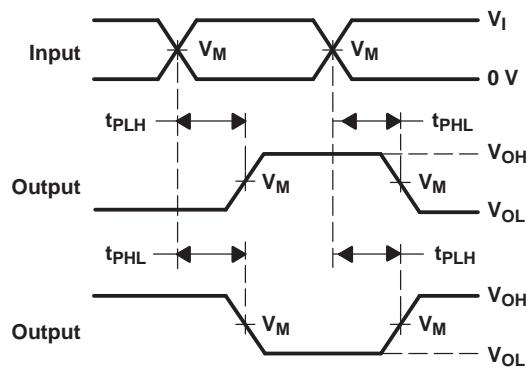 V_I
Input V_M V_M
0 V
t_PLH t_PHL
V_OH
Output V_M V_M
V_OL
t_PHL t_PLH
V_OH
Output V_M V_M
V_OL